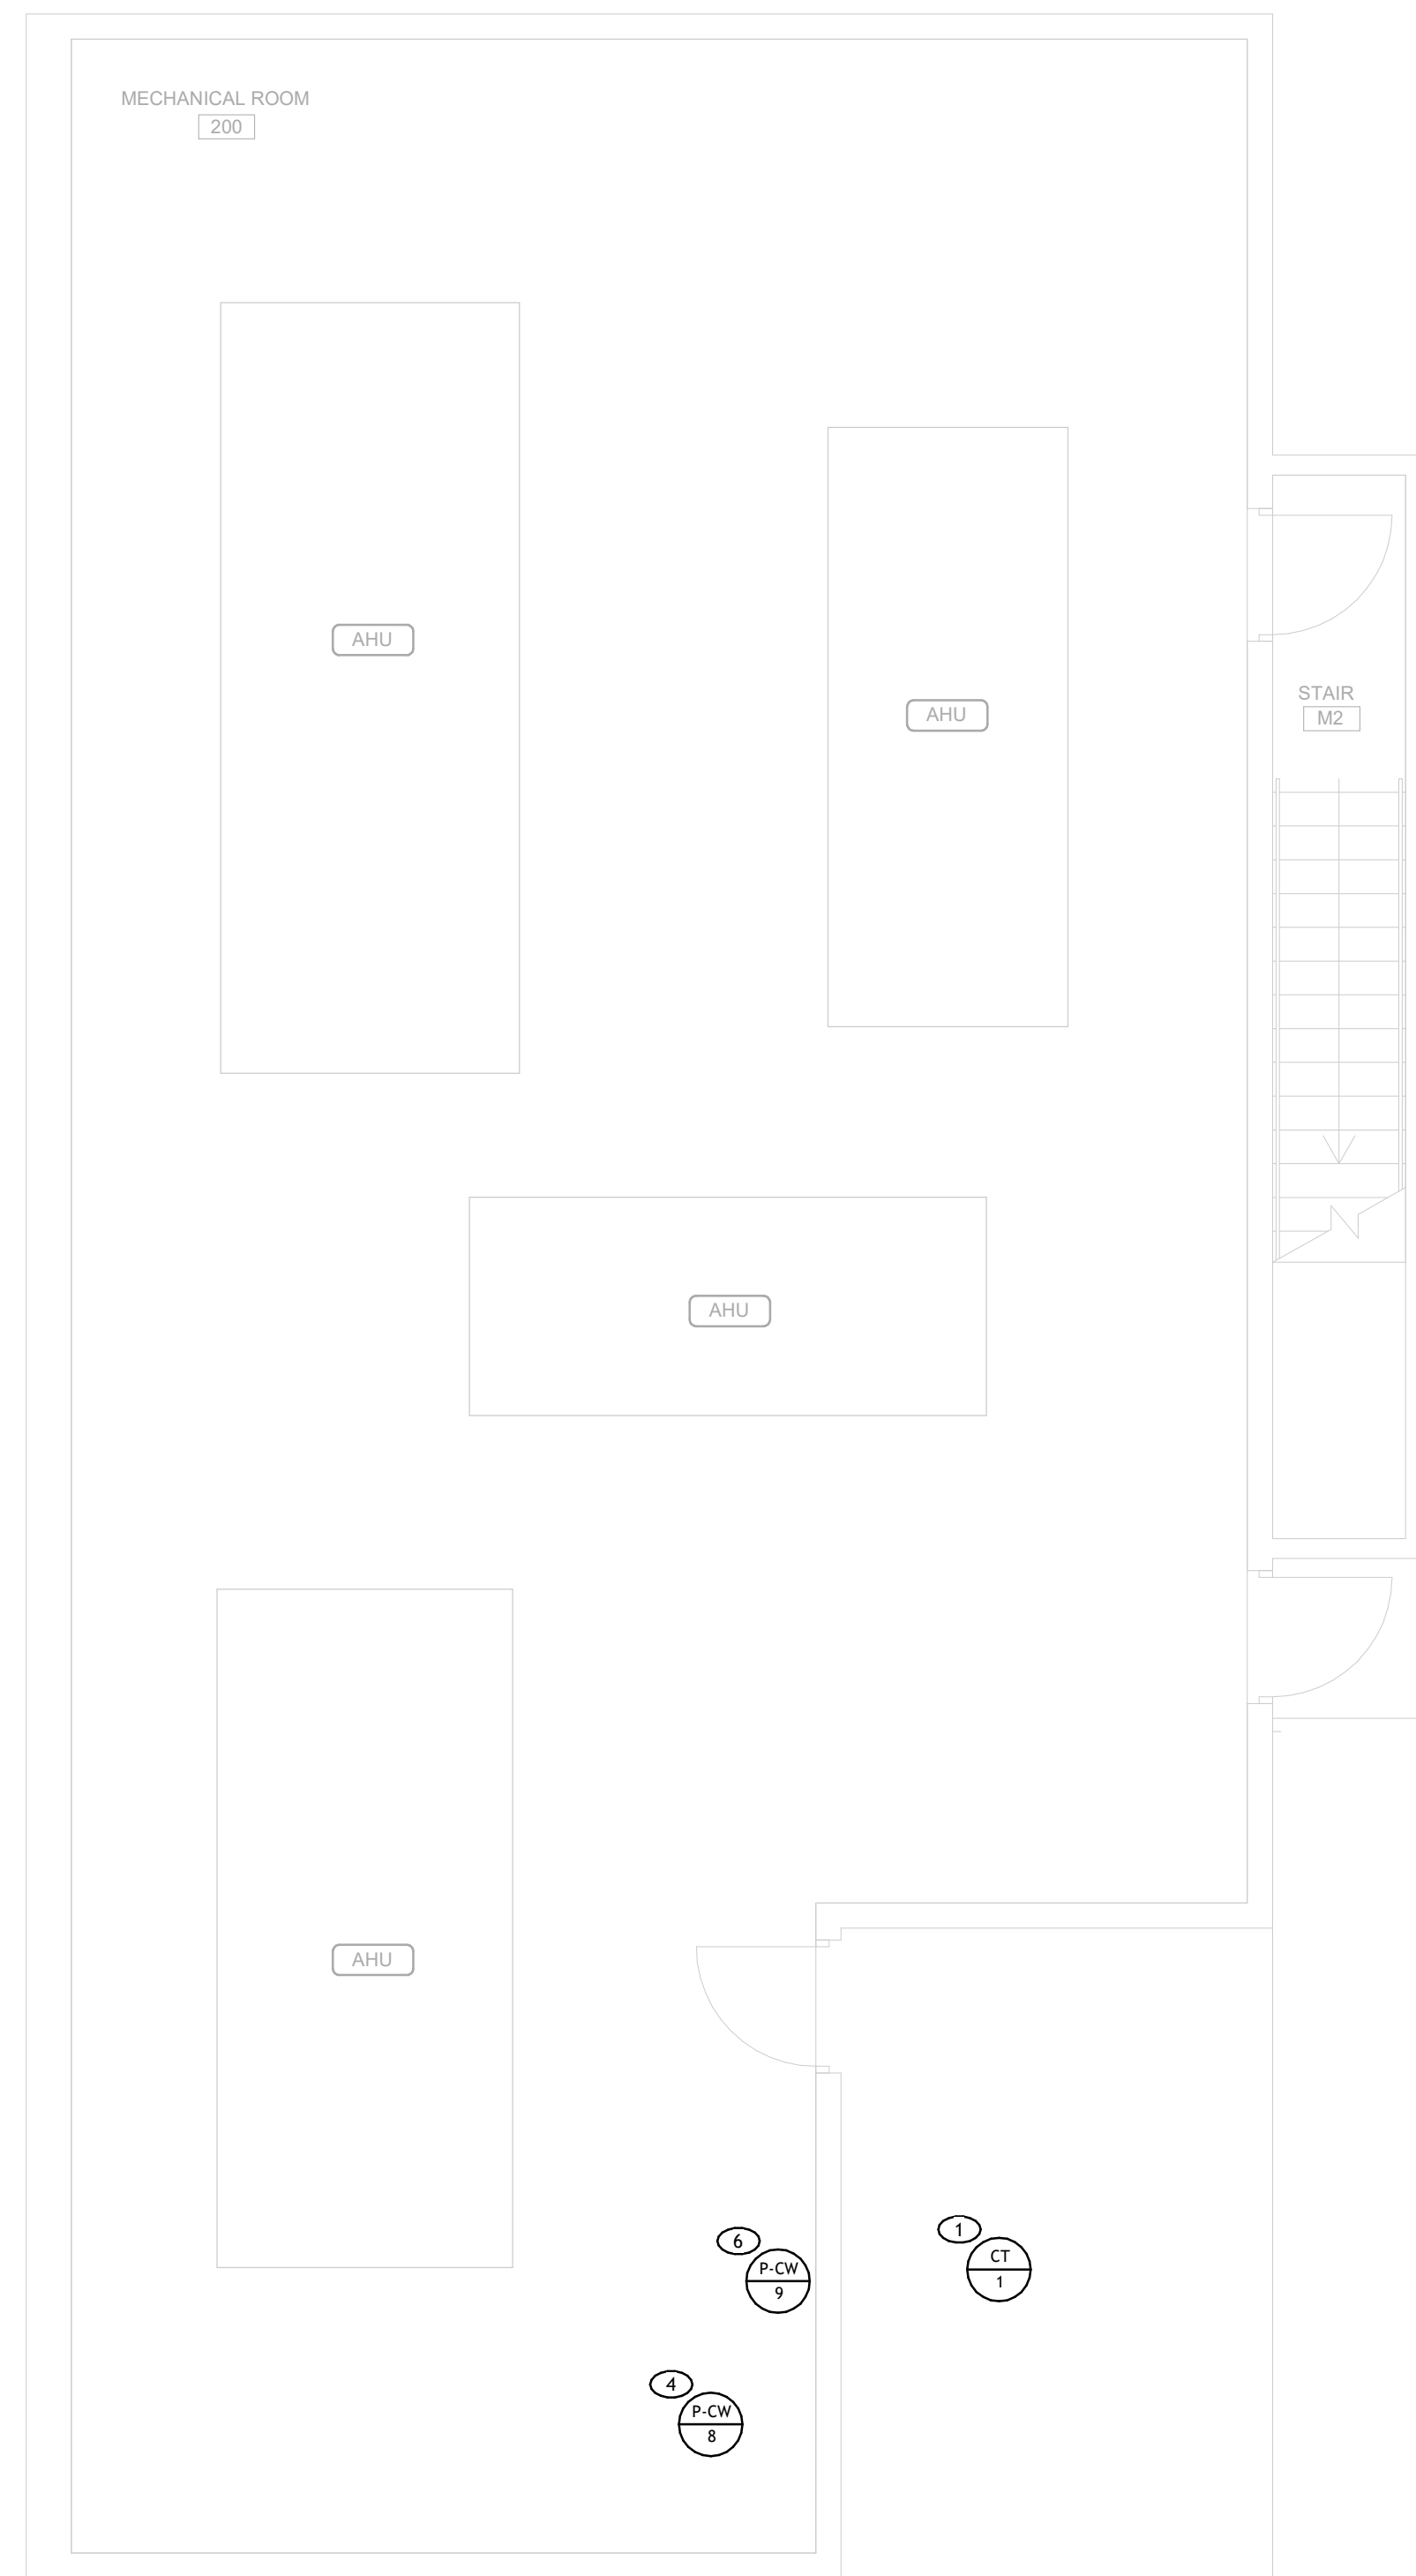 MECHANICAL ROOM
200
AHU
STAIR
AHU
M2
AHU
AHU
1
6
CT
P-CW
1
9
4
P-CW
8